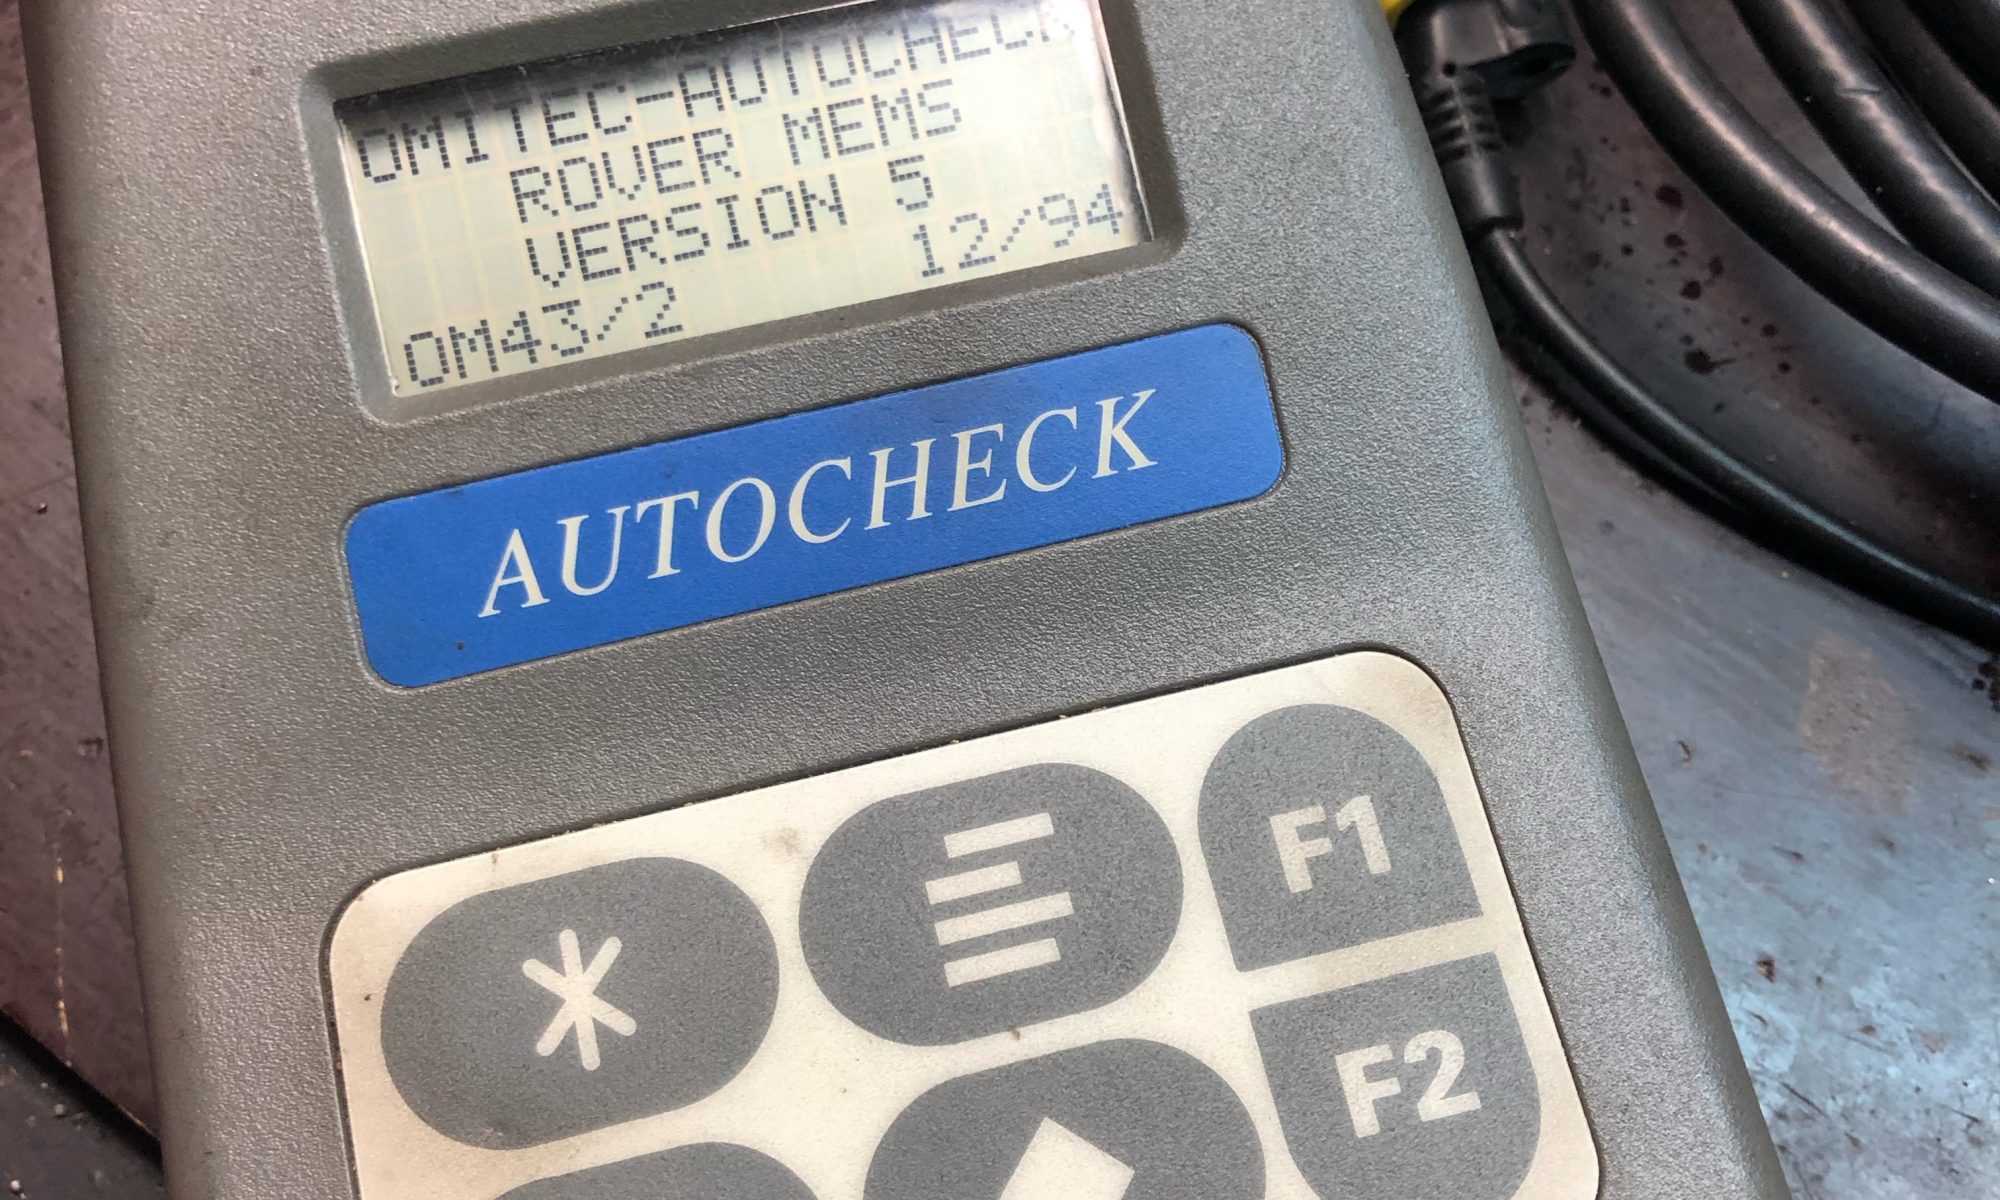 OMITEC-AUTOCHECK
ROVER MEMS
VERSION 5
12/94
OM43/2
AUTOCHECK
*
F1
F2